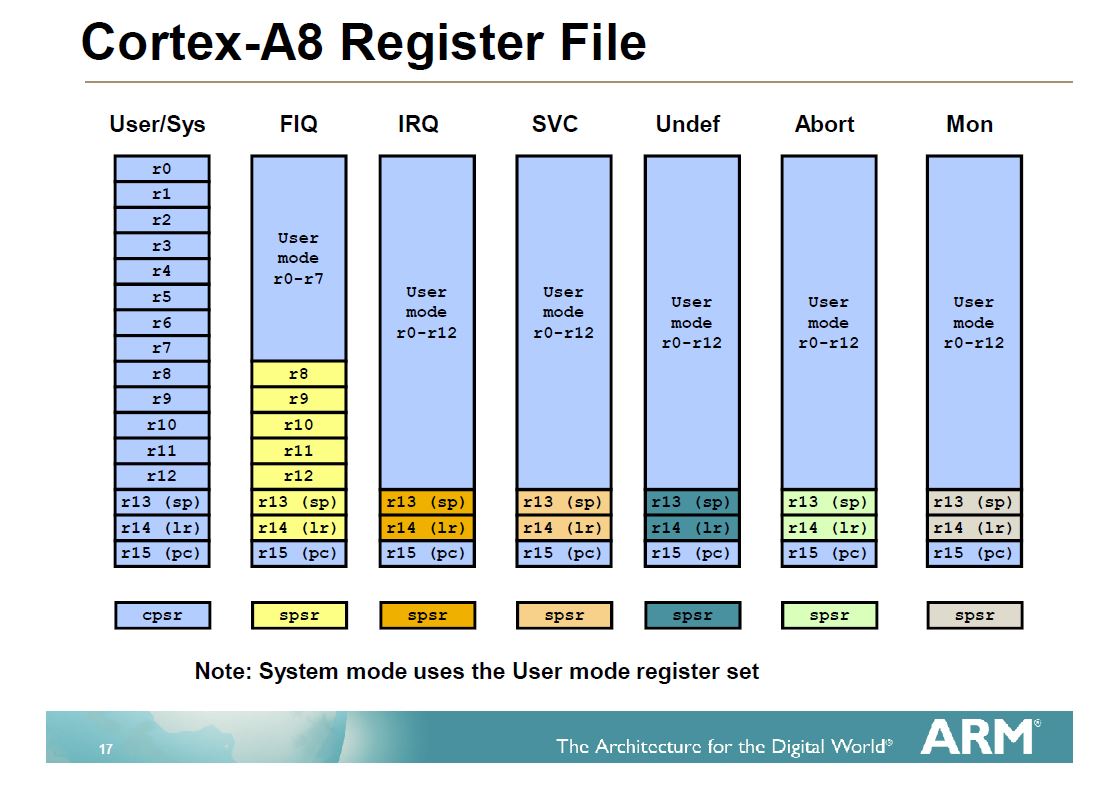 Cortex-A8 Register File
User/Sys FIQ IRQ SVC Undef Abort Mon
r0
r1
r2
r3
r4
r5
r6
r7
r8
r9
r10
r11
r12
r13 (sp)
r14 (lr)
r15 (pc)
cpsr
User
mode
r0-r7
r8
r9
r10
r11
r12
r13 (sp)
r14 (lr)
r15 (pc)
spsr
User
mode
r0-r12
r13 (sp)
r14 (lr)
r15 (pc)
spsr
User
mode
r0-r12
r13 (sp)
r14 (lr)
r15 (pc)
spsr
User
mode
r0-r12
r13 (sp)
r14 (lr)
r15 (pc)
spsr
User
mode
r0-r12
r13 (sp)
r14 (lr)
r15 (pc)
spsr
User
mode
r0-r12
r13 (sp)
r14 (lr)
r15 (pc)
spsr
Note: System mode uses the User mode register set
17
The Architecture for the Digital World®
ARM®